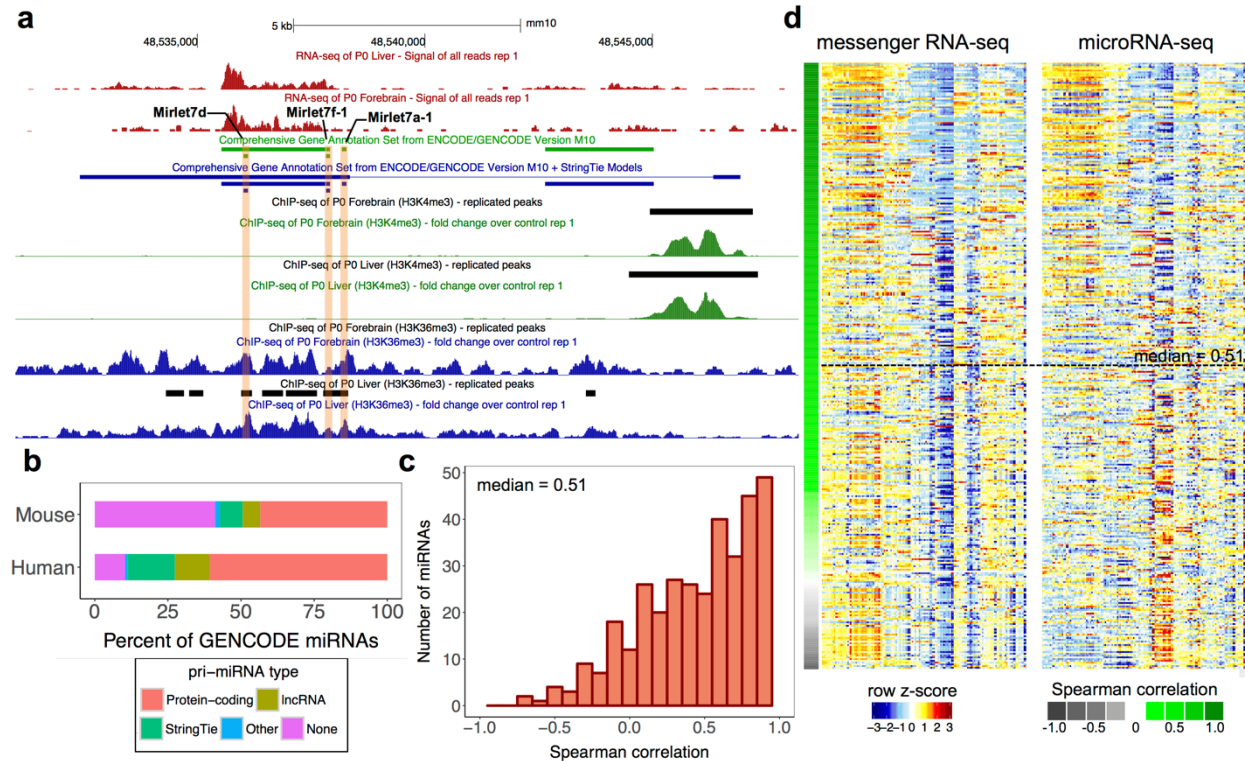 a
5 kb
mm10
48,535,000
48,540,000
48,545,000
RNA-seq of P0 Liver - Signal of all reads rep 1
RNA-seq of P0 Forebrain - Signal of all reads rep 1
Mirlet7d
Mirlet7f-1
Mirlet7a-1
Comprehensive Gene Annotation Set from ENCODE/GENCODE Version M10
Comprehensive Gene Annotation Set from ENCODE/GENCODE Version M10 + StringTie Models
ChIP-seq of P0 Forebrain (H3K4me3) - replicated peaks
ChIP-seq of P0 Forebrain (H3K4me3) - fold change over control rep 1
ChIP-seq of P0 Liver (H3K4me3) - replicated peaks
ChIP-seq of P0 Liver (H3K4me3) - fold change over control rep 1
ChIP-seq of P0 Forebrain (H3K36me3) - replicated peaks
ChIP-seq of P0 Forebrain (H3K36me3) - fold change over control rep 1
ChIP-seq of P0 Liver (H3K36me3) - replicated peaks
ChIP-seq of P0 Liver (H3K36me3) - fold change over control rep 1
b
Mouse
Human
0 25 50 75 100
Percent of GENCODE miRNAs
pri-miRNA type
Protein-coding lncRNA
StringTie Other None
c
median = 0.51
Number of miRNAs
50
40
30
20
10
0
-1.0 -0.5 0.0 0.5 1.0
Spearman correlation
d
messenger RNA-seq
microRNA-seq
median = 0.51
row z-score
-3 -2 -1 0 1 2 3
Spearman correlation
-1.0 -0.5 0 0.5 1.0